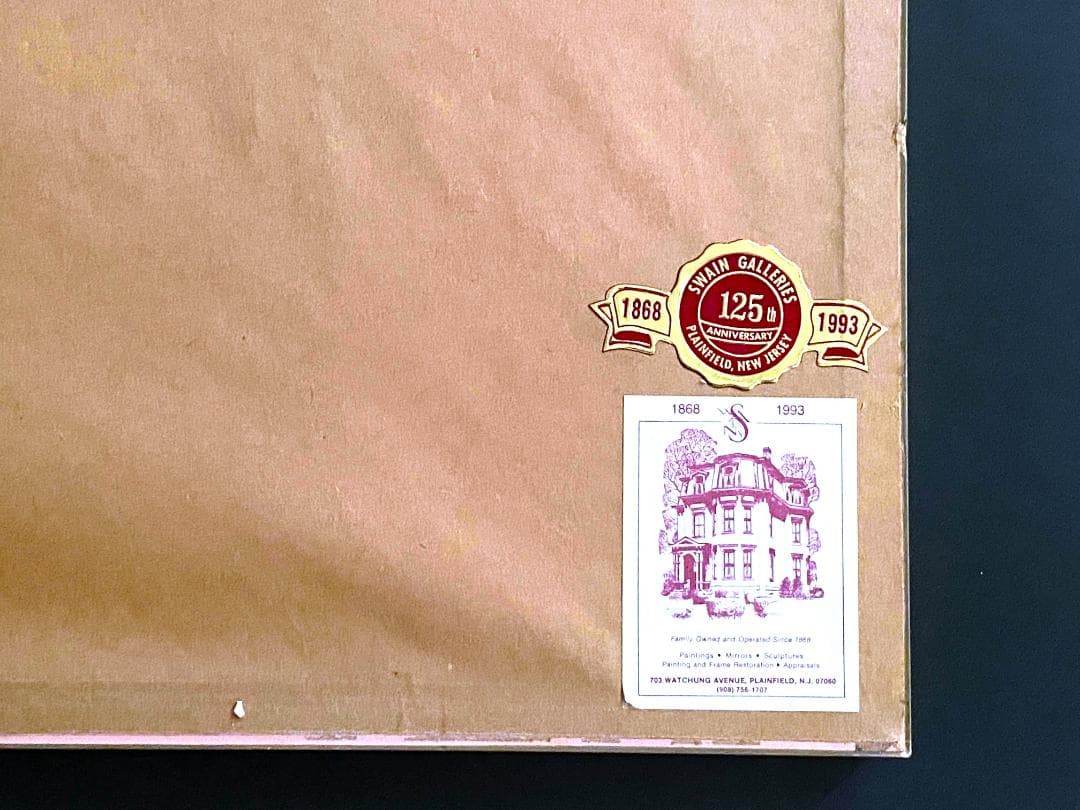 SWAIN GALLERIES
1868
125th
1993
ANNIVERSARY
PLAINFIELD, NEW JERSEY
1868 S 1993
Family Owned and Operated Since 1868
Paintings • Mirrors • Sculptures
Painting and Frame Restoration • Appraisals
703 WATCHUNG AVENUE, PLAINFIELD, N.J. 07060
(908) 756-1707